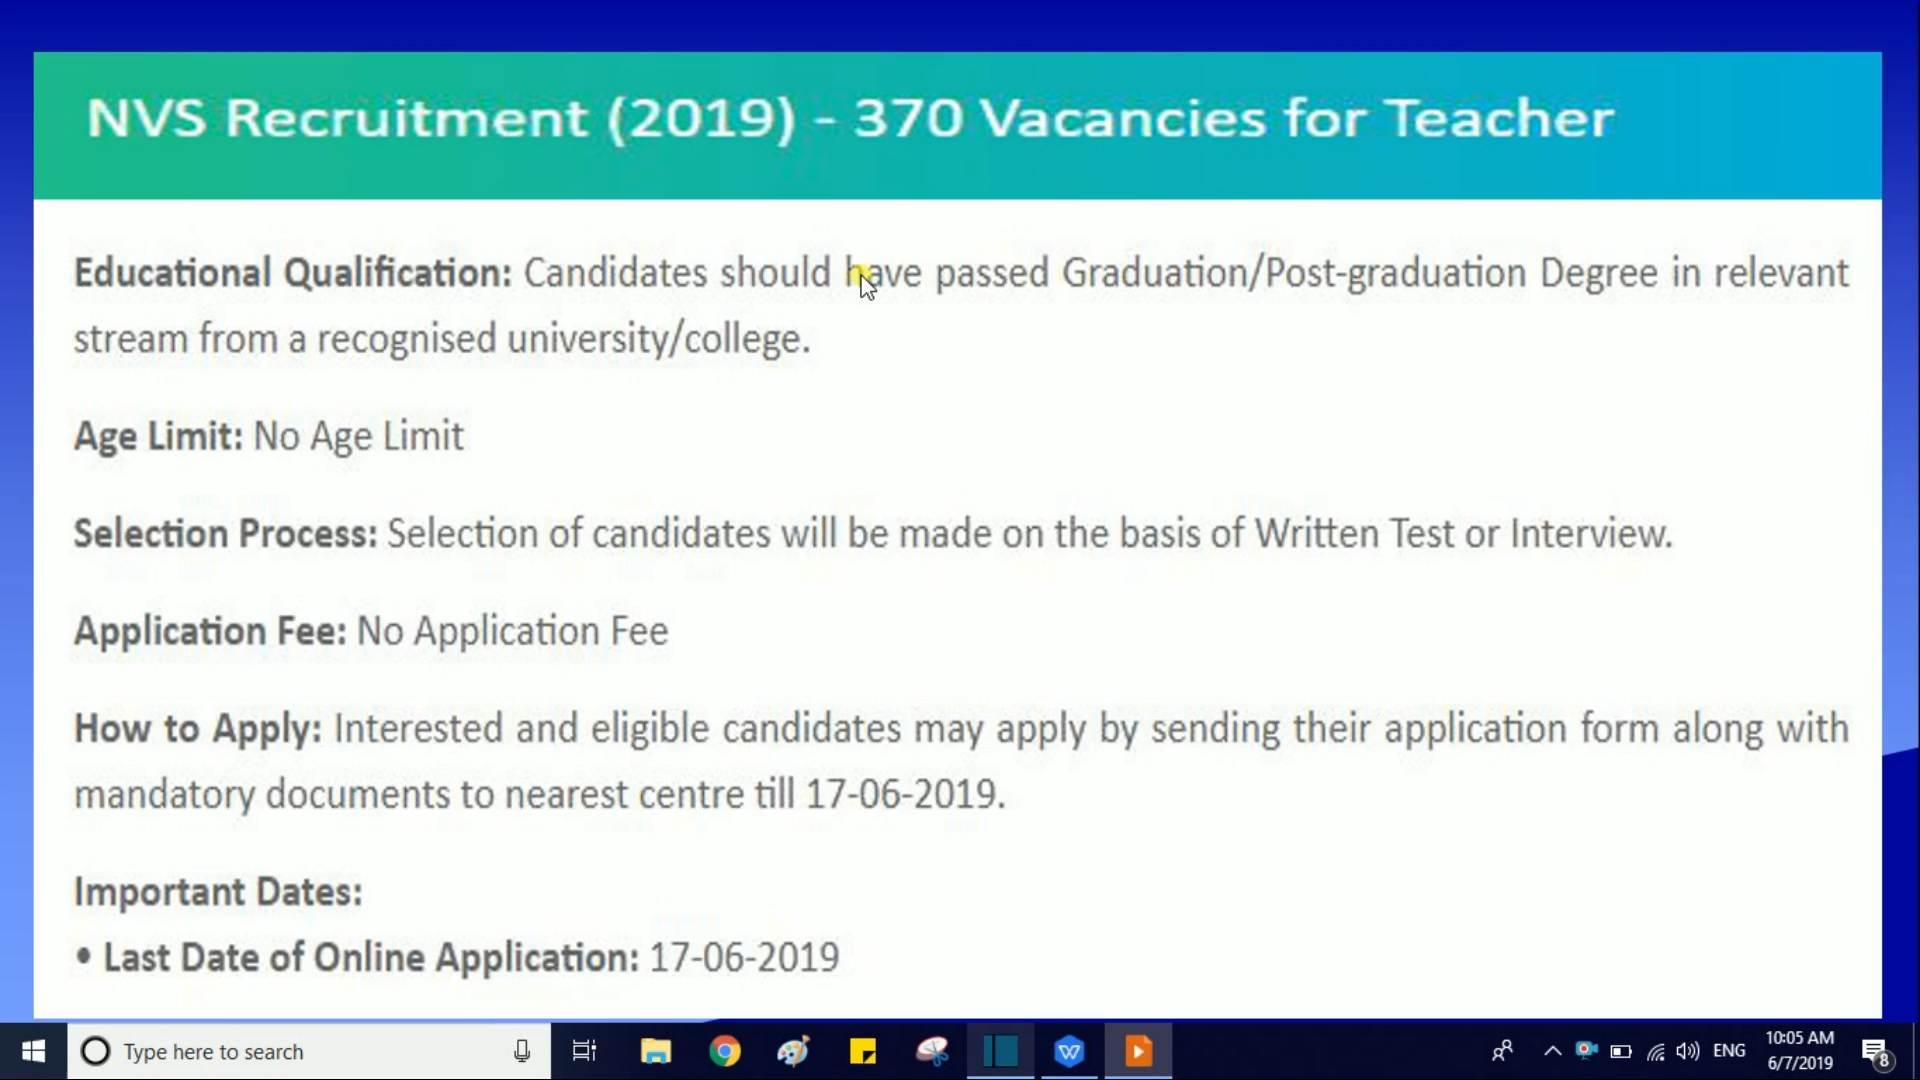 NVS Recruitment (2019) - 370 Vacancies for Teacher
Educational Qualification: Candidates should have passed Graduation/Post-graduation Degree in relevant
stream from a recognised university/college.
Age Limit: No Age Limit
Selection Process: Selection of candidates will be made on the basis of Written Test or Interview.
Application Fee: No Application Fee
How to Apply: Interested and eligible candidates may apply by sending their application form along with
mandatory documents to nearest centre till 17-06-2019.
Important Dates:
• Last Date of Online Application: 17-06-2019
Type here to search
ENG
10:05 AM
6/7/2019
8